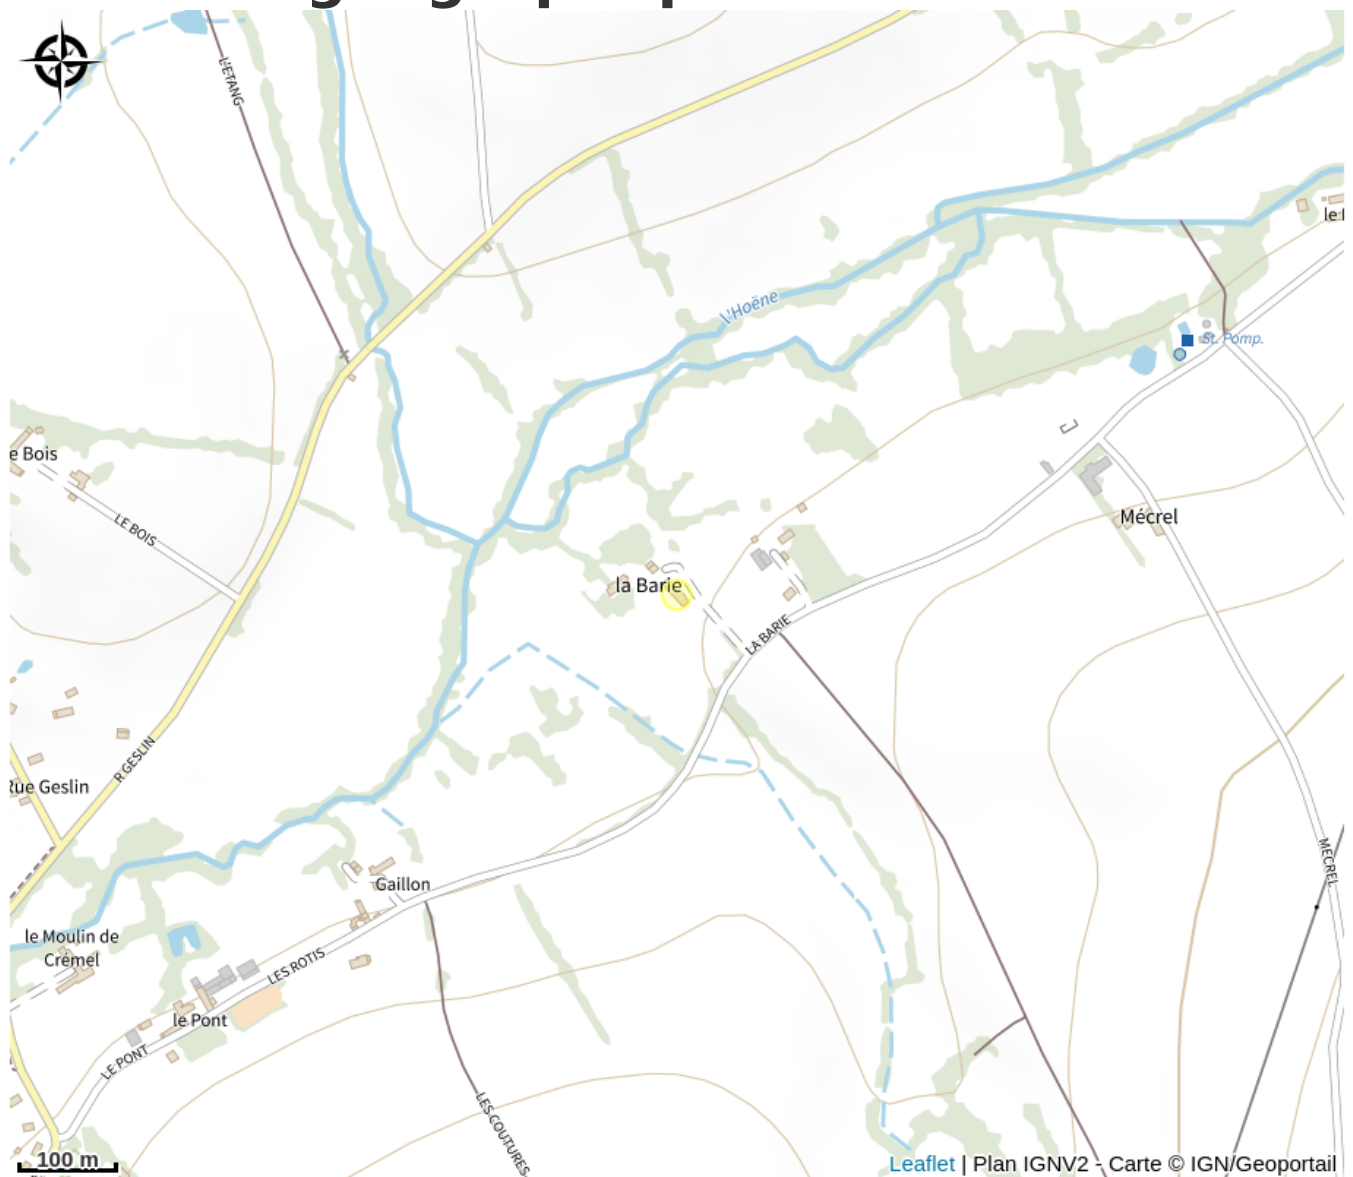 L'ETANG
l'Hoëne
le
St. Pomp.
e Bois
LE BOIS
Mécrel
la Barie
LA BARIE
R GESLIN
Rue Geslin
MECREL
Gaillon
le Moulin de
Crémel
LES ROTIS
le Pont
LE PONT
LES COUTURES
100 m
Leaflet | Plan IGNV2 - Carte © IGN/Geoportail